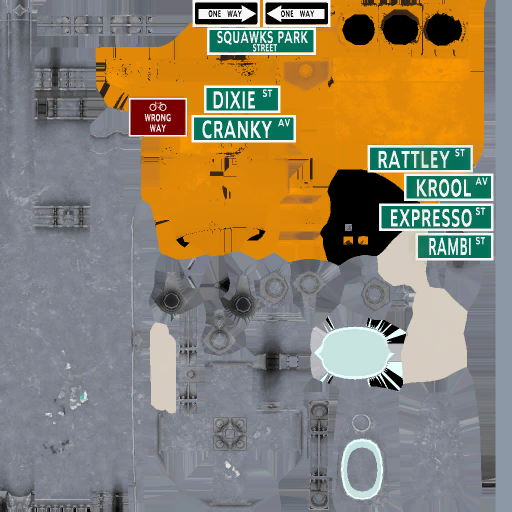 ONE WAY
ONE WAY
SQUAWKS PARK
STREET
DIXIE ST
WRONG
WAY
CRANKY AV
RATTLEY ST
KROOL AV
EXPRESSO ST
RAMBI ST